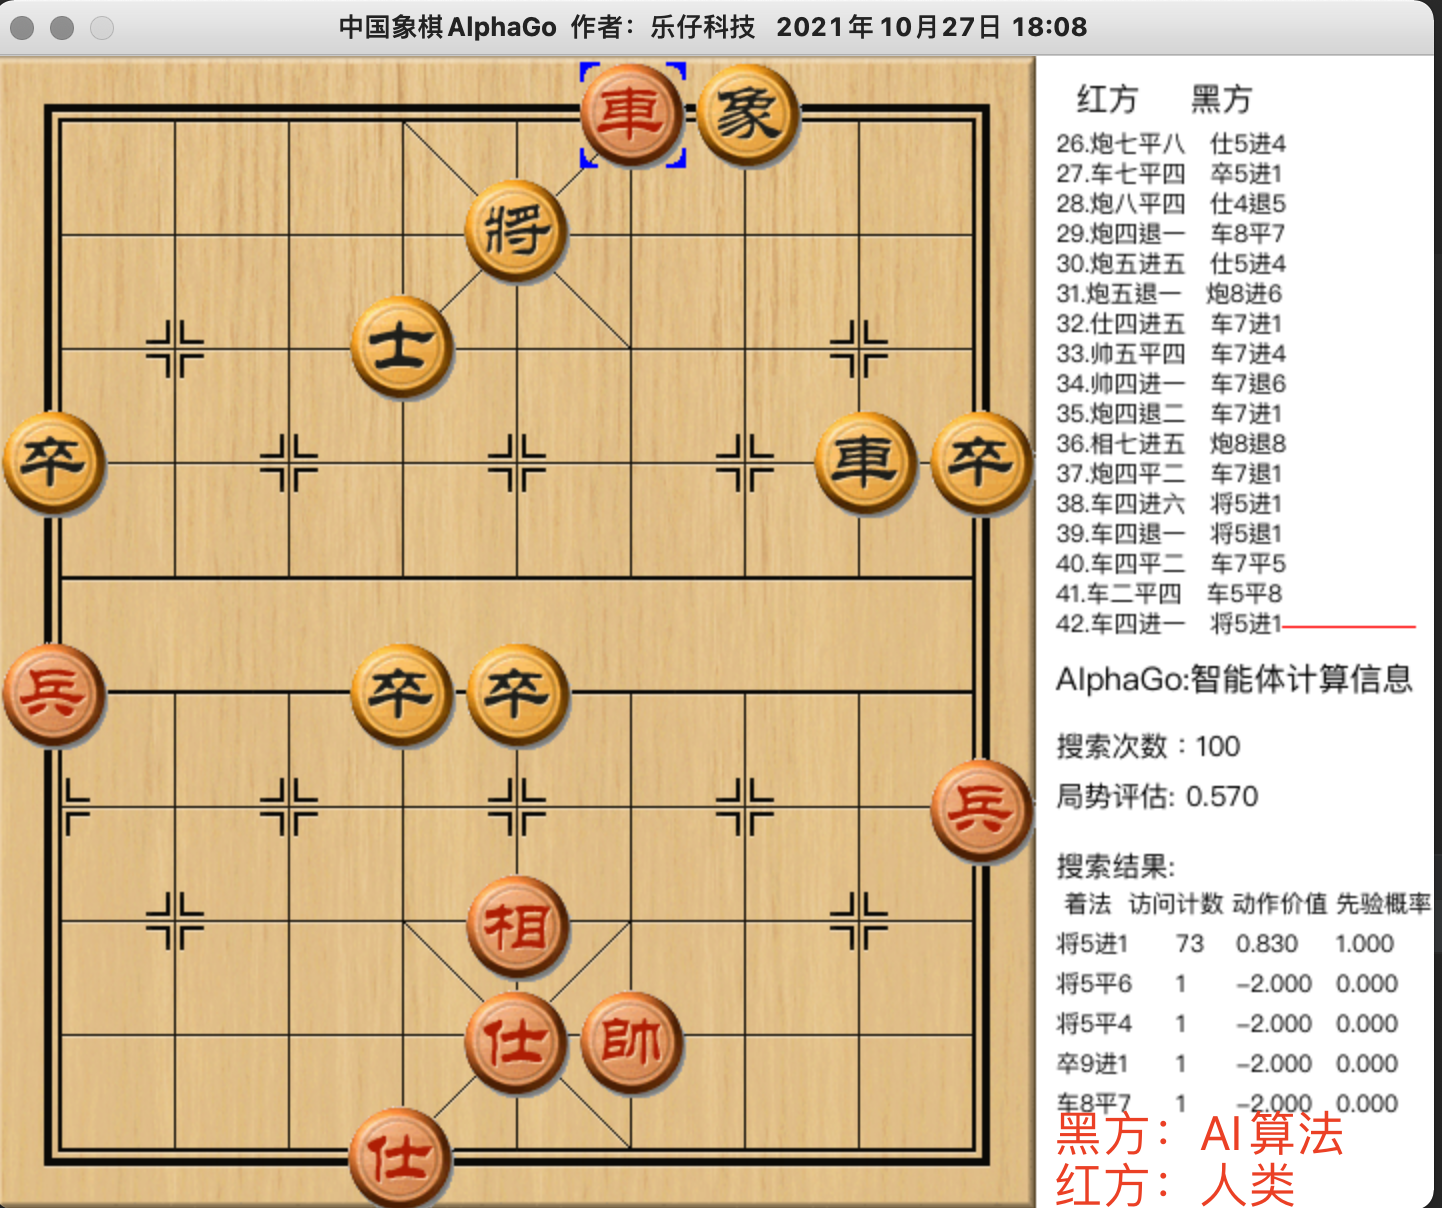 中国象棋AlphaGo 作者：乐仔科技 2021年10月27日 18:08
車 象
將
士
卒 車 卒
兵 卒 卒
兵
相
仕 帥
仕
红方 黑方
26.炮七平八 仕5进4
27.车七平四 卒5进1
28.炮八平四 仕4退5
29.炮四退一 车8平7
30.炮五进五 仕5进4
31.炮五退一 炮8进6
32.仕四进五 车7进1
33.帅五平四 车7进4
34.帅四进一 车7退6
35.炮四退二 车7进1
36.相七进五 炮8退8
37.炮四平二 车7退1
38.车四进六 将5进1
39.车四退一 将5退1
40.车四平二 车7平5
41.车二平四 车5平8
42.车四进一 将5进1
AlphaGo:智能体计算信息
搜索次数：100
局势评估: 0.570
搜索结果:
着法 访问计数 动作价值 先验概率
将5进1 73 0.830 1.000
将5平6 1 -2.000 0.000
将5平4 1 -2.000 0.000
卒9进1 1 -2.000 0.000
车8平7 1 -2.000 0.000
黑方：AI算法
红方：人类